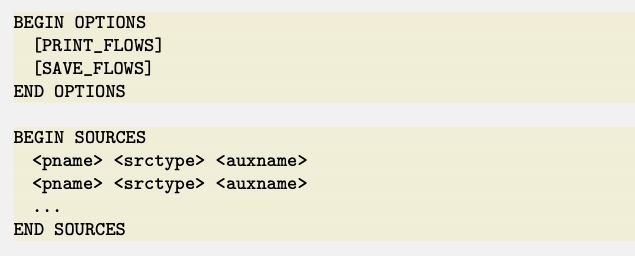 BEGIN OPTIONS
[PRINT_FLOWS]
[SAVE_FLOWS]
END OPTIONS
BEGIN SOURCES
<pname> <srctype> <auxname>
<pname> <srctype> <auxname>
...
END SOURCES